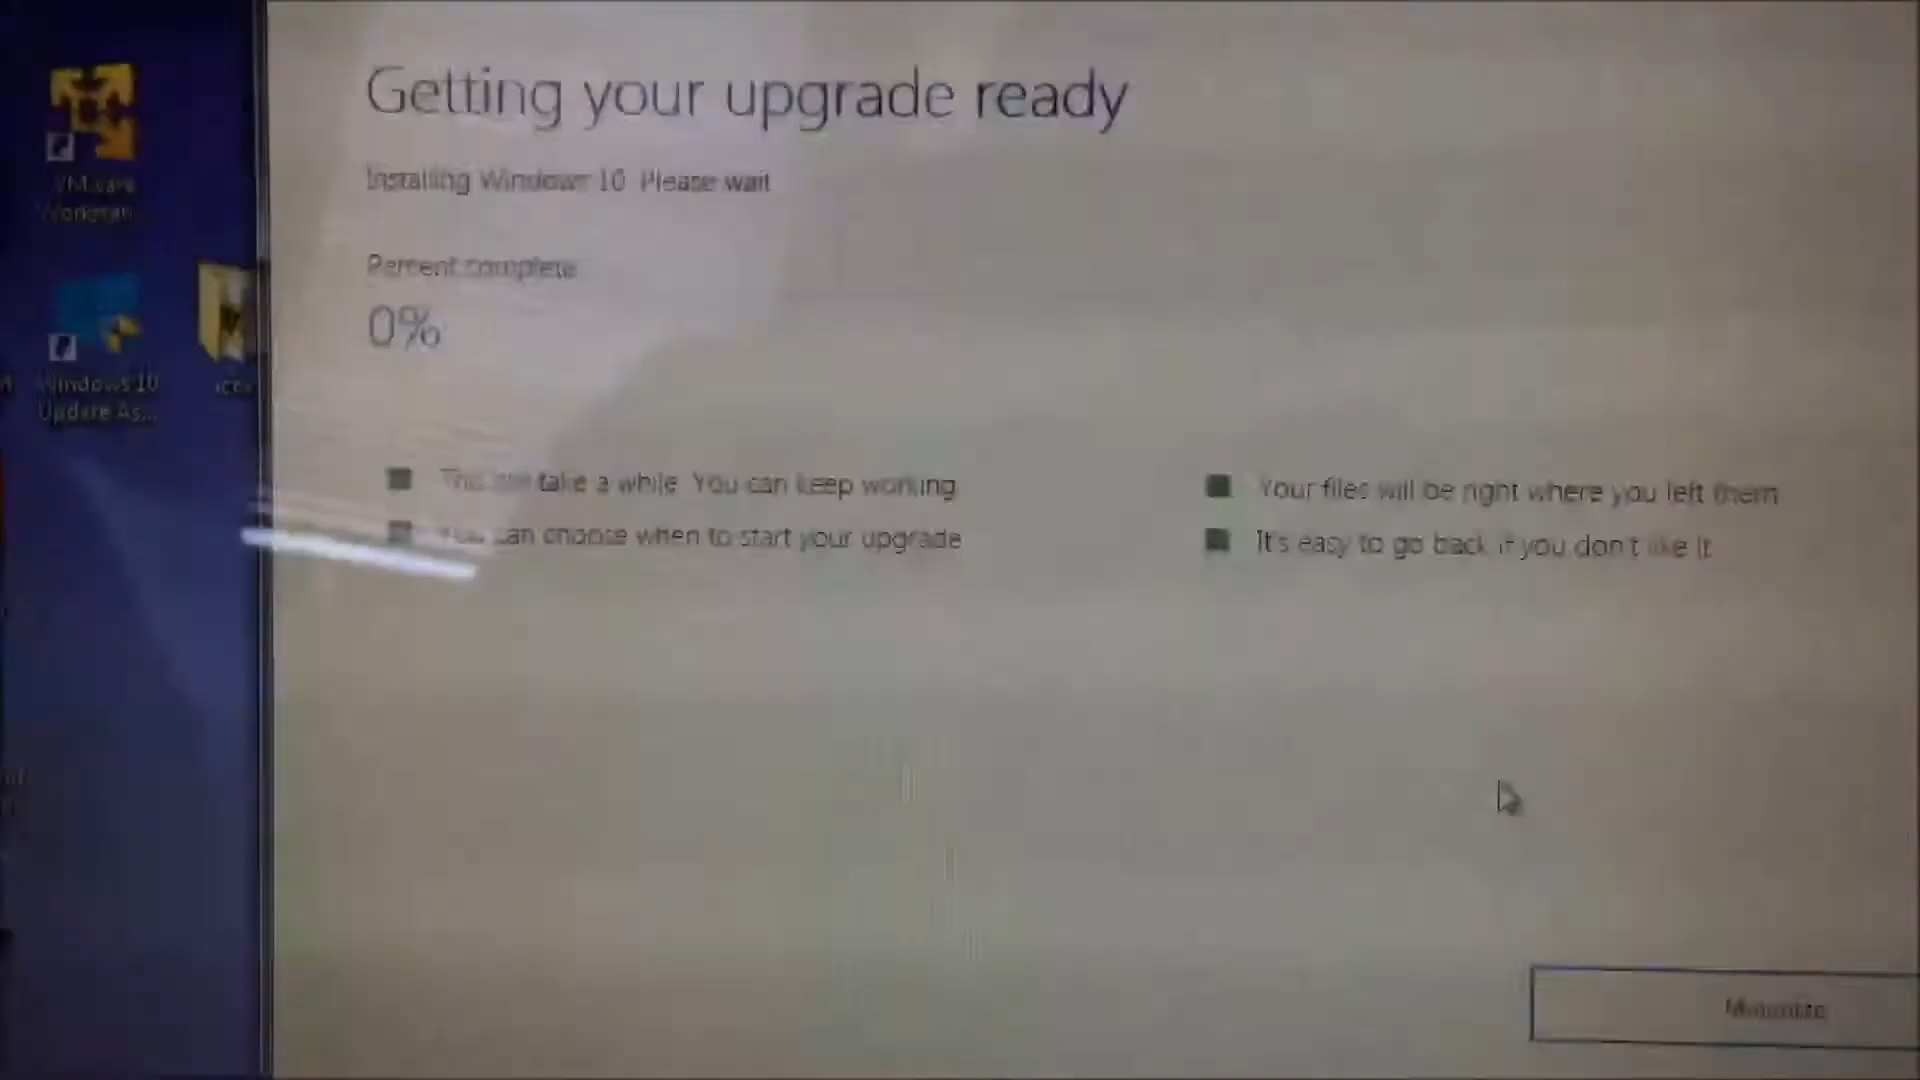 Getting your upgrade ready
Installing Windows 10 Please wait
Percent complete
0%
This take a while You can keep working
You can choose when to start your upgrade
Your files will be right where you left them
It's easy to go back if you don't like it
Minimize
VMware
Workstati...
Windows 10
Update As...